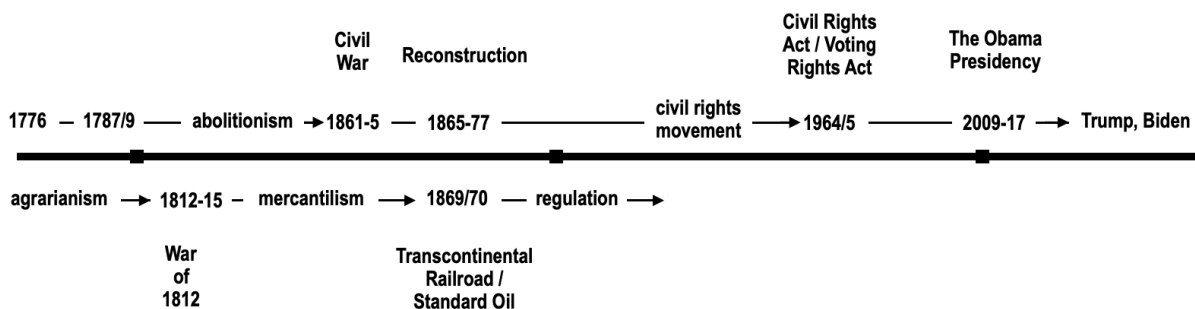 Civil Rights
Act / Voting
Rights Act
The Obama
Presidency
Civil
War
Reconstruction
1776 – 1787/9 — abolitionism → 1861-5 — 1865-77 — civil rights
movement → 1964/5 — 2009-17 → Trump, Biden
agrarianism → 1812-15 – mercantilism → 1869/70 – regulation →
War
of
1812
Transcontinental
Railroad /
Standard Oil